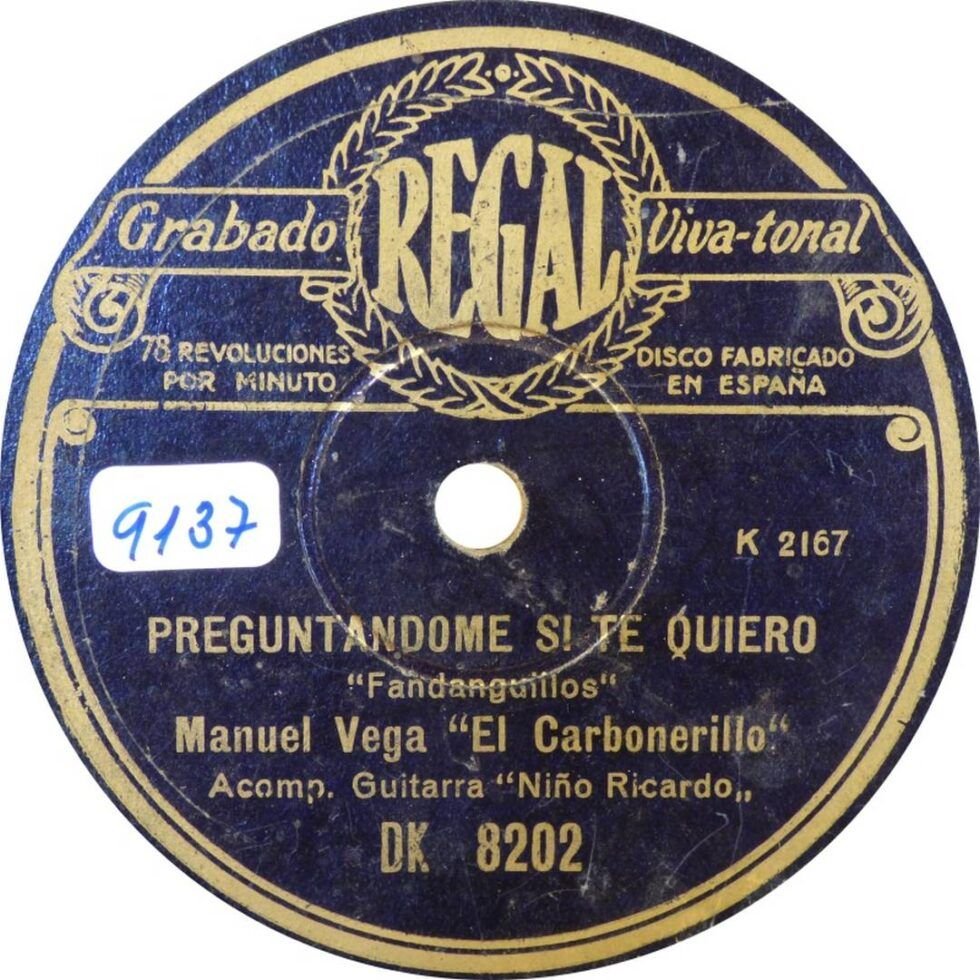 REGAL
Grabado Viva-tonal
78 REVOLUCIONES POR MINUTO
DISCO FABRICADO EN ESPAÑA
9137
K 2167
PREGUNTANDOME SI TE QUIERO
"Fandanguillos"
Manuel Vega "El Carbonerillo"
Acomp. Guitarra "Niño Ricardo„
DK 8202